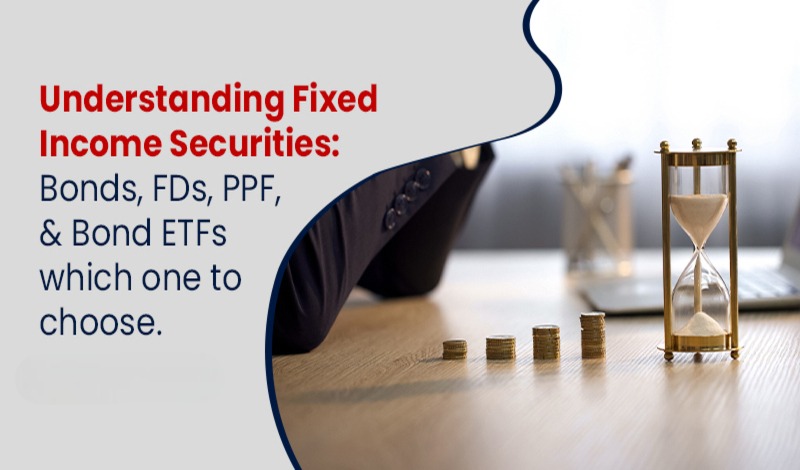 Understanding Fixed
Income Securities:
Bonds, FDs, PPF,
& Bond ETFs
which one to
choose.